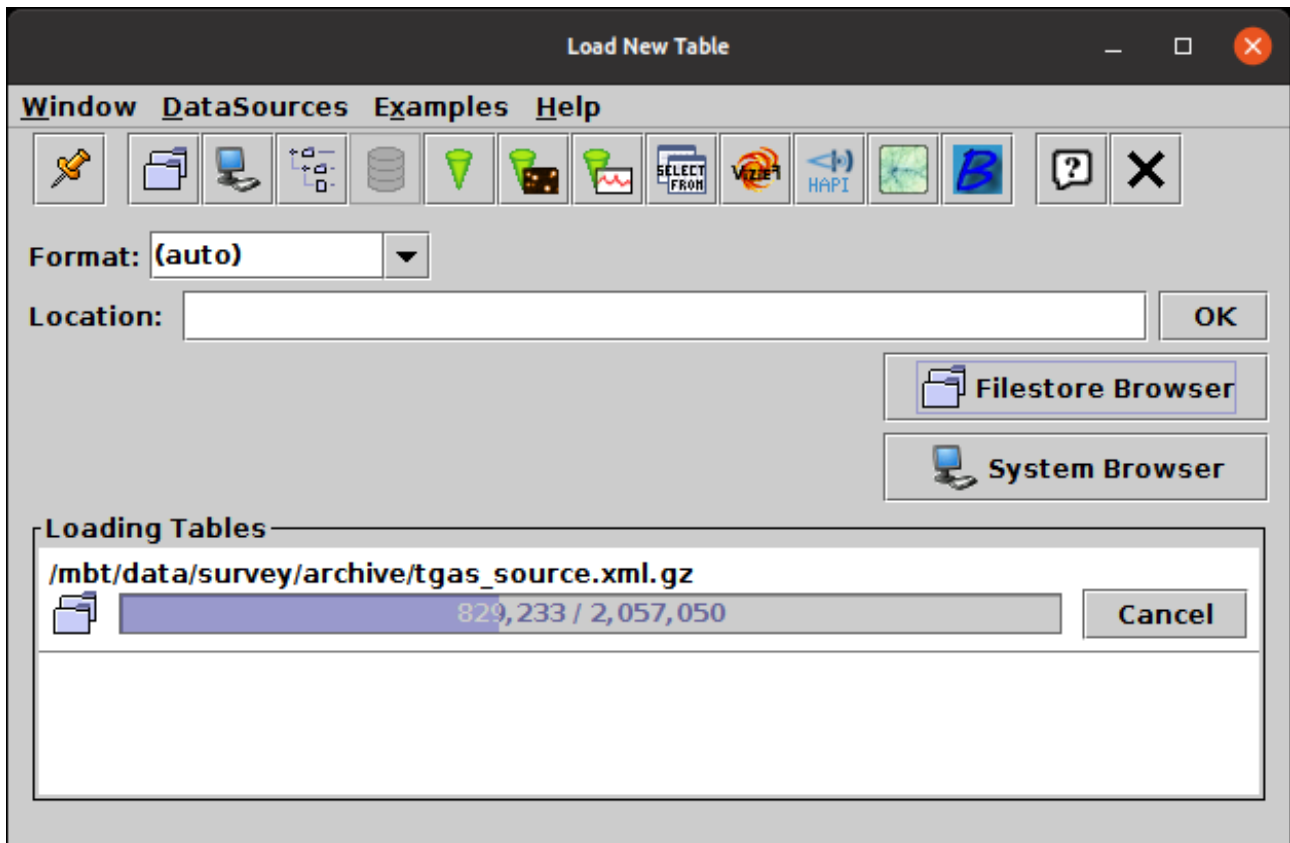 Load New Table
Window DataSources Examples Help
SELECT FROM VizieR HAPI B ?
Format: (auto)
Location: OK
Filestore Browser
System Browser
Loading Tables
/mbt/data/survey/archive/tgas_source.xml.gz
829,233 / 2,057,050 Cancel